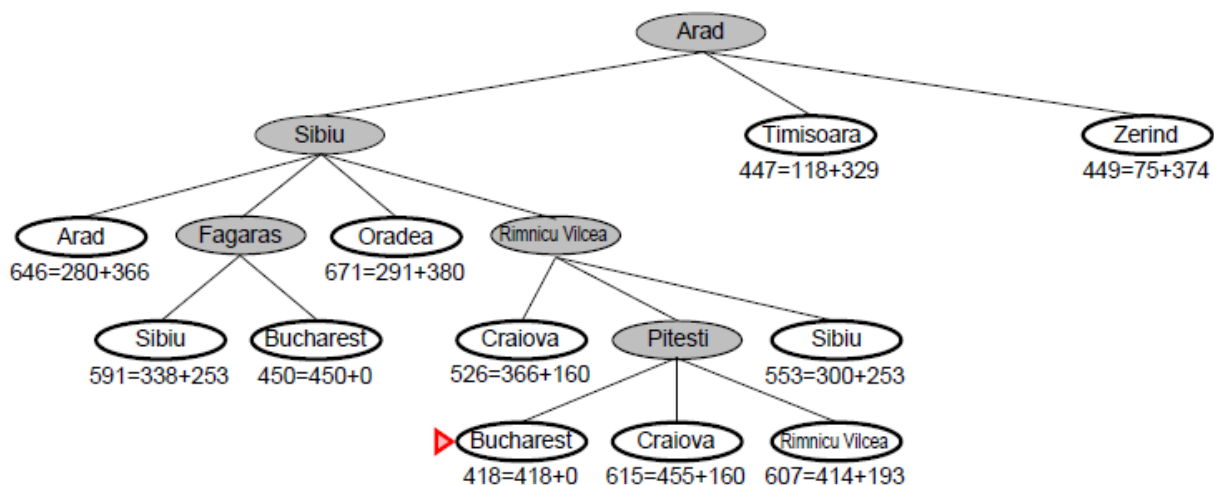 Arad
Sibiu
Timisoara
Zerind
447=118+329
449=75+374
Arad
Fagaras
Oradea
Rimnicu Vilcea
646=280+366
671=291+380
Sibiu
Bucharest
Craiova
Pitesti
Sibiu
591=338+253
450=450+0
526=366+160
553=300+253
Bucharest
Craiova
Rimnicu Vilcea
418=418+0
615=455+160
607=414+193